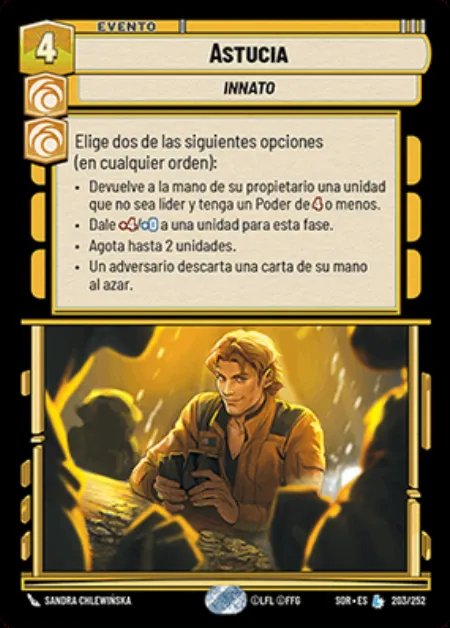 EVENTO
4
ASTUCIA
INNATO
Elige dos de las siguientes opciones
(en cualquier orden):
• Devuelve a la mano de su propietario una unidad
que no sea líder y tenga un Poder de 4 o menos.
• Dale +4/+0 a una unidad para esta fase.
• Agota hasta 2 unidades.
• Un adversario descarta una carta de su mano
al azar.
SANDRA CHLEWIŃSKA
©LFL ©FFG
SOR • ES
203/252